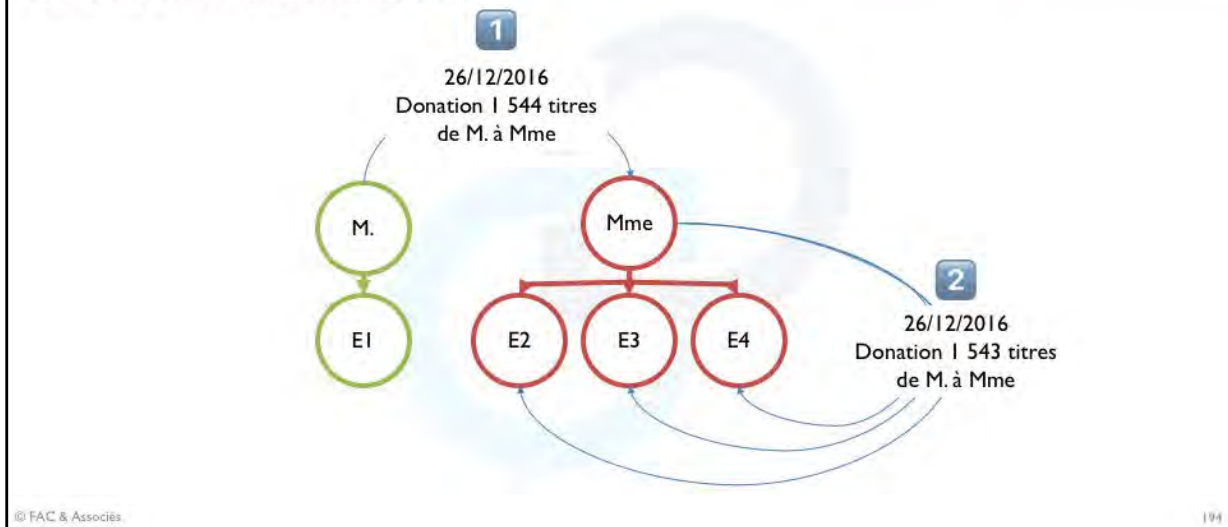 1
26/12/2016
Donation 1 544 titres
de M. à Mme
M.
Mme
2
26/12/2016
Donation 1 543 titres
de M. à Mme
E1
E2
E3
E4
© FAC & Associés
194